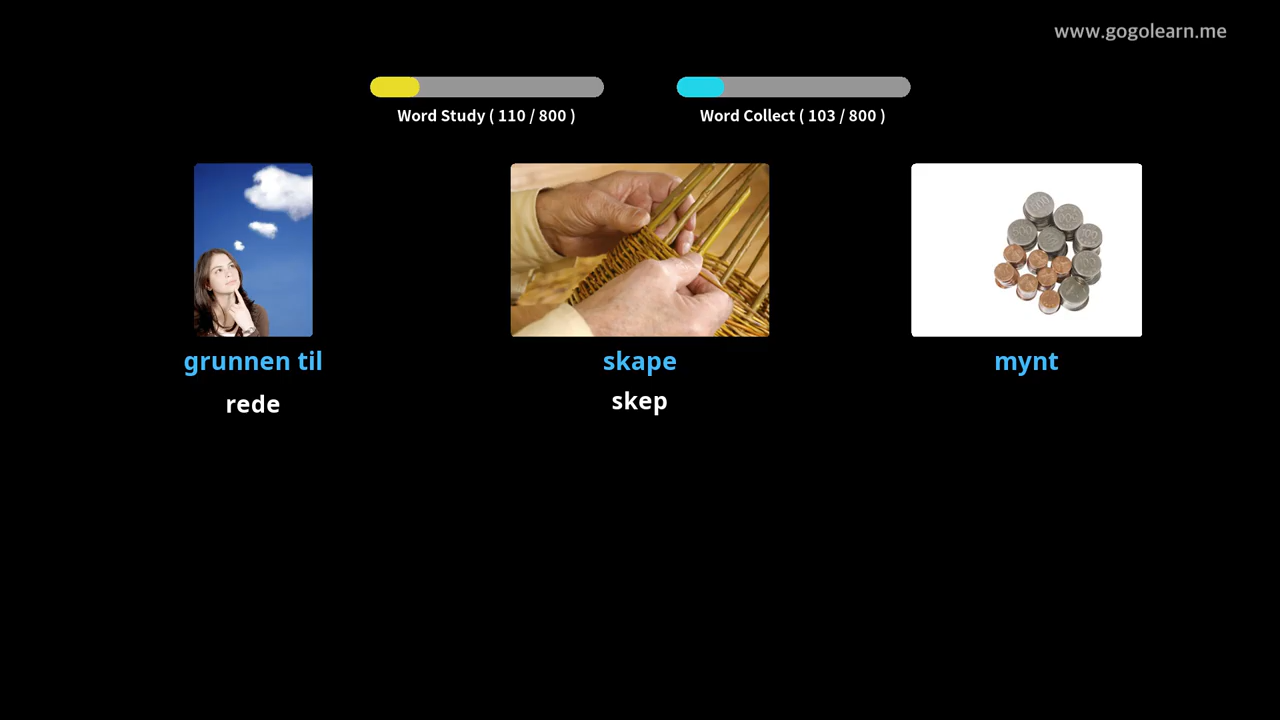 www.gogolearn.me
Word Study ( 110 / 800 )
Word Collect ( 103 / 800 )
grunnen til
skape
mynt
rede
skep